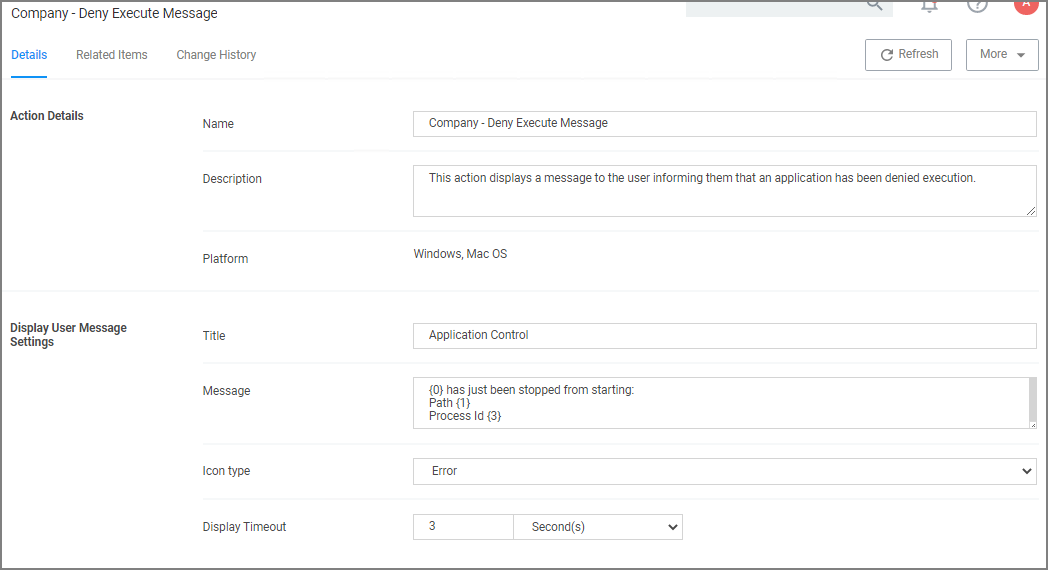 Company - Deny Execute Message
A
Details
Related Items
Change History
Refresh
More
Action Details
Name
Company - Deny Execute Message
Description
This action displays a message to the user informing them that an application has been denied execution.
Platform
Windows, Mac OS
Display User Message
Settings
Title
Application Control
Message
{0} has just been stopped from starting:
Path {1}
Process Id {3}
Icon type
Error
Display Timeout
3
Second(s)